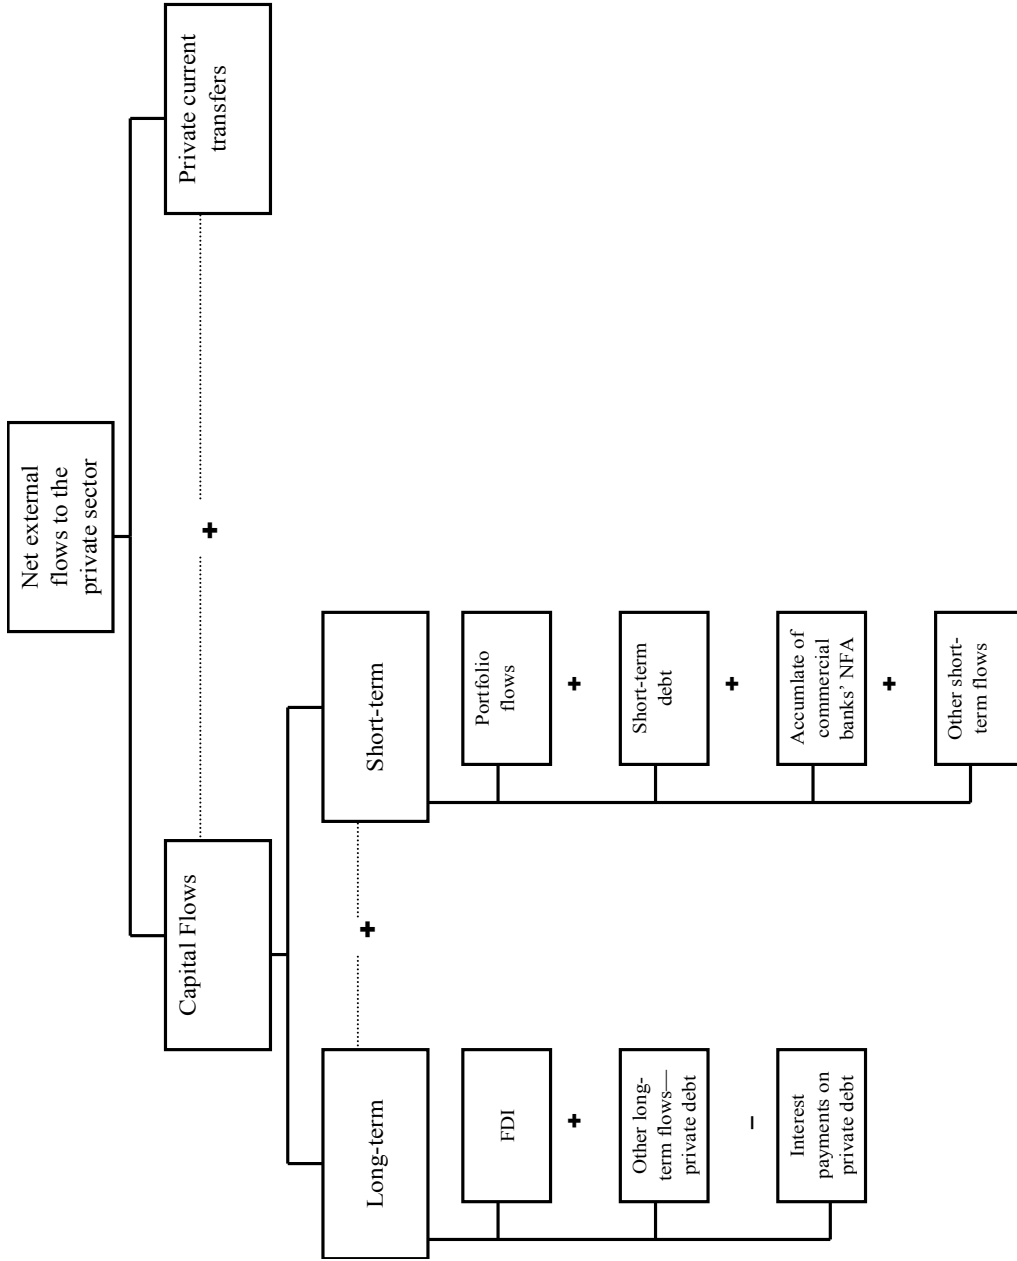 Net external
flows to the
private sector
Capital Flows
+
Private current
transfers
Long-term
+
Short-term
FDI
+
Other long-
term flows—
private debt
–
Interest
payments on
private debt
Portfolio
flows
+
Short-term
debt
+
Accumlate of
commercial
banks' NFA
+
Other short-
term flows